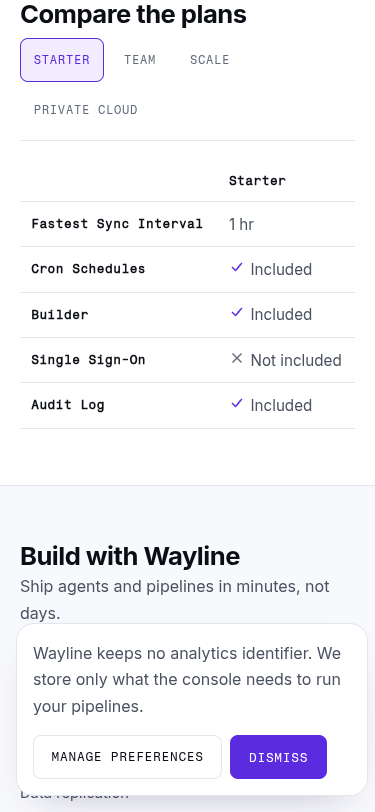 Compare the plans
STARTER TEAM SCALE
PRIVATE CLOUD
Starter
Fastest Sync Interval 1 hr
Cron Schedules Included
Builder Included
Single Sign-On Not included
Audit Log Included
Build with Wayline
Ship agents and pipelines in minutes, not
days.
Wayline keeps no analytics identifier. We
store only what the console needs to run
your pipelines.
MANAGE PREFERENCES DISMISS
Data replication